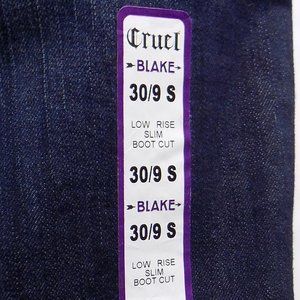 Cruel
BLAKE
30/9 S
LOW RISE
SLIM
BOOT CUT
30/9 S
BLAKE
30/9 S
LOW RISE
SLIM
BOOT CUT